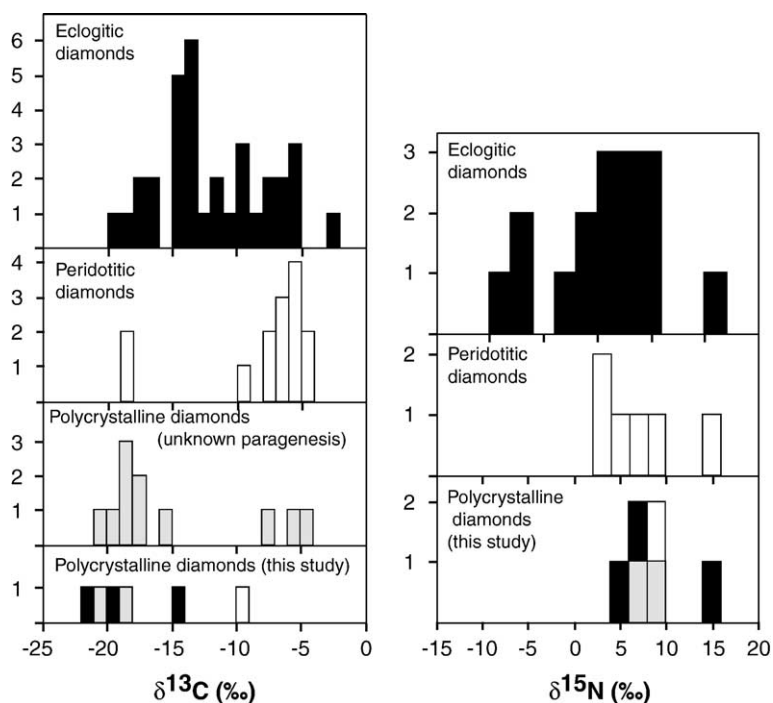 6
5
4
3
2
1
Eclogitic
diamonds
4
3
2
1
Peridotitic
diamonds
3
2
1
Polycrystalline diamonds
(unknown paragenesis)
1
Polycrystalline diamonds (this study)
-25 -20 -15 -10 -5 0
δ13C (‰)
3
2
1
Eclogitic
diamonds
2
1
Peridotitic
diamonds
2
1
Polycrystalline
diamonds
(this study)
-15 -10 -5 0 5 10 15 20
δ15N (‰)